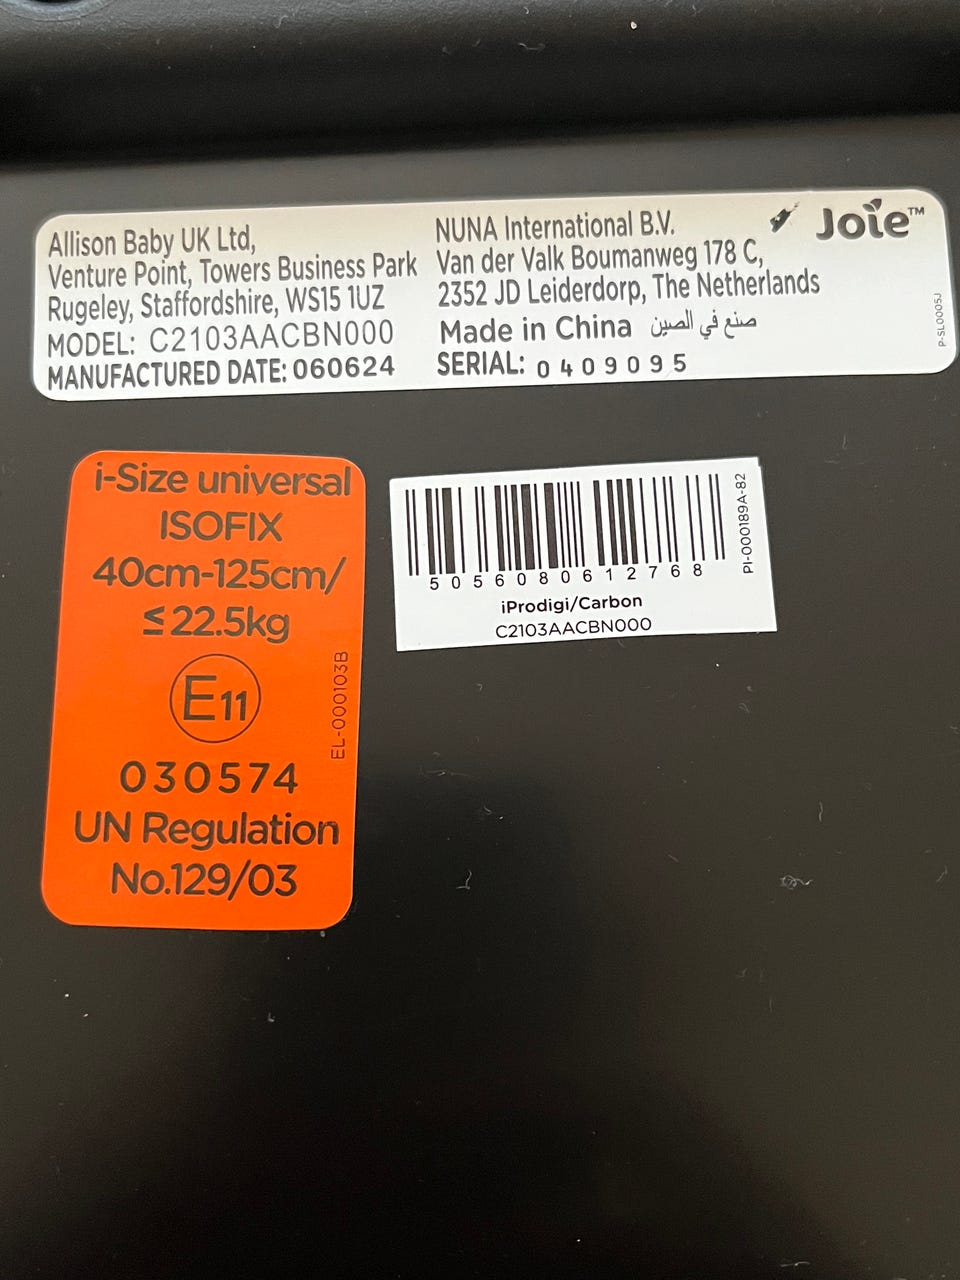 Allison Baby UK Ltd,
Venture Point, Towers Business Park
Rugeley, Staffordshire, WS15 1UZ
MODEL: C2103AACBN000
MANUFACTURED DATE: 060624
NUNA International B.V.
Van der Valk Boumanweg 178 C,
2352 JD Leiderdorp, The Netherlands
Made in China صنع في الصين
SERIAL: 0409095
Joie™
P-SL0005J
i-Size universal
ISOFIX
40cm-125cm/
≤22.5kg
E11
030574
UN Regulation
No.129/03
EL-000103B
5056080612768
iProdigi/Carbon
C2103AACBN000
PI-000189A-82